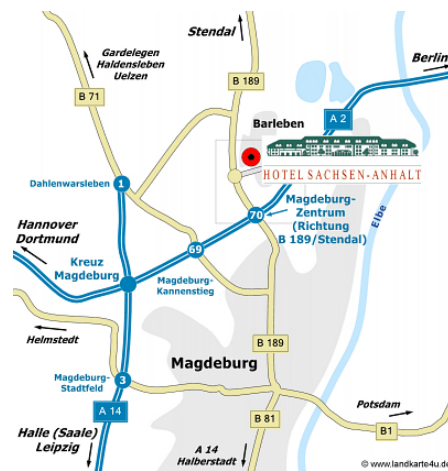 Stendal
Gardelegen
Haldensleben
Uelzen
Berlin
B 189
B 71
A 2
Barleben
HOTEL SACHSEN-ANHALT
Dahlenwarsleben
1
70
Magdeburg-
Zentrum
(Richtung
B 189/Stendal)
Elbe
Hannover
Dortmund
69
Kreuz
Magdeburg
Magdeburg-
Kannenstieg
Helmstedt
B 189
Magdeburg
Magdeburg-
Stadtfeld
3
A 14
B 81
Potsdam
B1
Halle (Saale)
Leipzig
A 14
Halberstadt
© www.landkarte4u.de